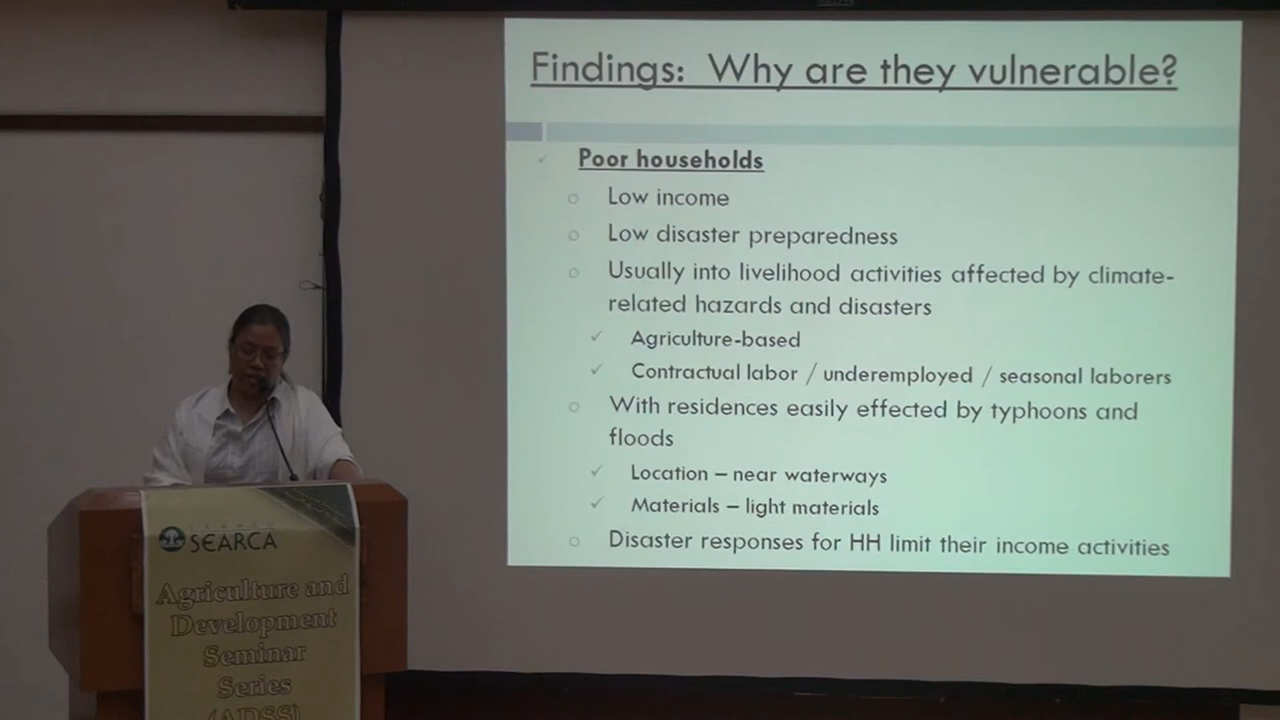 Findings: Why are they vulnerable?
Poor households
Low income
Low disaster preparedness
Usually into livelihood activities affected by climate-
related hazards and disasters
Agriculture-based
Contractual labor / underemployed / seasonal laborers
With residences easily effected by typhoons and
floods
Location – near waterways
Materials – light materials
Disaster responses for HH limit their income activities
SEARCA
Agriculture and
Development
Seminar
Series
(ADSS)